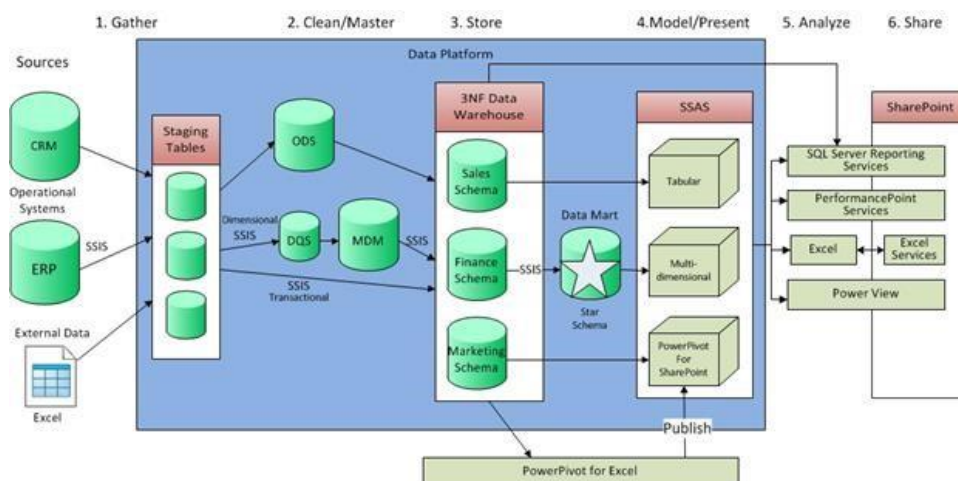 1. Gather
2. Clean/Master
3. Store
4.Model/Present
5. Analyze
6. Share
Data Platform
Sources
CRM
Operational
Systems
SSIS
ERP
External Data
Excel
Staging
Tables
ODS
Dimensional
SSIS
DQS
MDM
SSIS
SSIS
Transactional
3NF Data
Warehouse
Sales
Schema
Finance
Schema
Marketing
Schema
SSIS
Data Mart
Star
Schema
SSAS
Tabular
Multi-
dimensional
PowerPivot
For
SharePoint
Publish
PowerPivot for Excel
SharePoint
SQL Server Reporting
Services
PerformancePoint
Services
Excel
Excel
Services
Power View